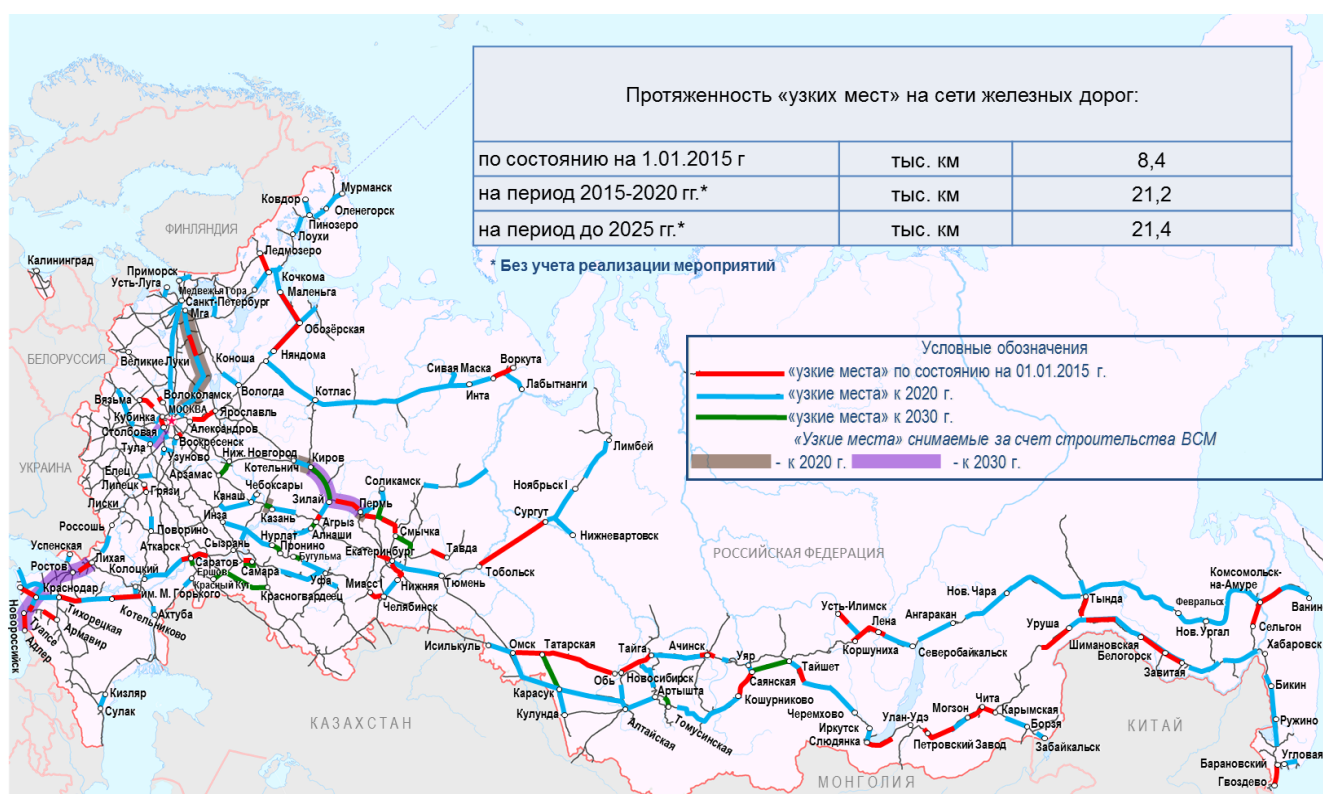 Протяженность «узких мест» на сети железных дорог:
по состоянию на 1.01.2015 г тыс. км 8,4
на период 2015-2020 гг.* тыс. км 21,2
на период до 2025 гг.* тыс. км 21,4
* Без учета реализации мероприятий
Условные обозначения
«узкие места» по состоянию на 01.01.2015 г.
«узкие места» к 2020 г.
«узкие места» к 2030 г.
«Узкие места» снимаемые за счет строительства ВСМ
- к 2020 г. - к 2030 г.
ФИНЛЯНДИЯ
БЕЛОРУССИЯ
УКРАИНА
КАЗАХСТАН
РОССИЙСКАЯ ФЕДЕРАЦИЯ
МОНГОЛИЯ
КИТАЙ
Мурманск
Ковдор
Оленегорск
Пинозеро
Лоухи
Ледмозеро
Калининград
Приморск
Усть-Луга
Кочкома
Медвежья Гора
Маленьга
Санкт-Петербург
Мга
Обозёрская
Великие Луки
Коноша
Няндома
Сивая Маска
Воркута
Лабытнанги
Инта
Вологда
Котлас
Вязьма
Волоколамск
Кубинка
МОСКВА
Ярославль
Столбовая
Александров
Воскресенск
Тула
Узуново
Ниж.Новгород
Киров
Котельнич
Лимбей
Елец
Арзамас
Чебоксары
Соликамск
Липецк
Грязи
Канаш
Зилай
Пермь
Ноябрьск I
Лиски
Казань
Агрыз
Сургут
Инза
Алнаши
Смычка
Россошь
Поворино
Нурлат
Нижневартовск
Успенская
Лихая
Аткарск
Сызрань
Пронино
Бугульма
Екатеринбург
Тавда
Ростов
Колоцкий
Саратов
Самара
Ершов
Уфа
Миасс I
Нижняя
Тюмень
Тобольск
Красный Кут
Красногвардеец
Челябинск
Краснодар
им. М. Горького
Новороссийск
Тихорецкая
Котельниково
Ахтуба
Туапсе
Армавир
Адлер
Кизляр
Сулак
Исилькуль
Омск
Татарская
Тайга
Ачинск
Уяр
Обь
Новосибирск
Саянская
Тайшет
Карасук
Артышта
Кошурниково
Кулунда
Алтайская
Томусинская
Черемхово
Иркутск
Слюдянка
Усть-Илимск
Лена
Коршуниха
Ангаракан
Нов. Чара
Северобайкальск
Улан-Удэ
Могзон
Чита
Карымская
Борзя
Петровский Завод
Забайкальск
Тында
Уруша
Шимановская
Белогорск
Завитая
Февральск
Нов. Ургал
Комсомольск-
на-Амуре
Ванин
Сельгон
Хабаровск
Бикин
Ружино
Угловая
Барановский
Гвоздево